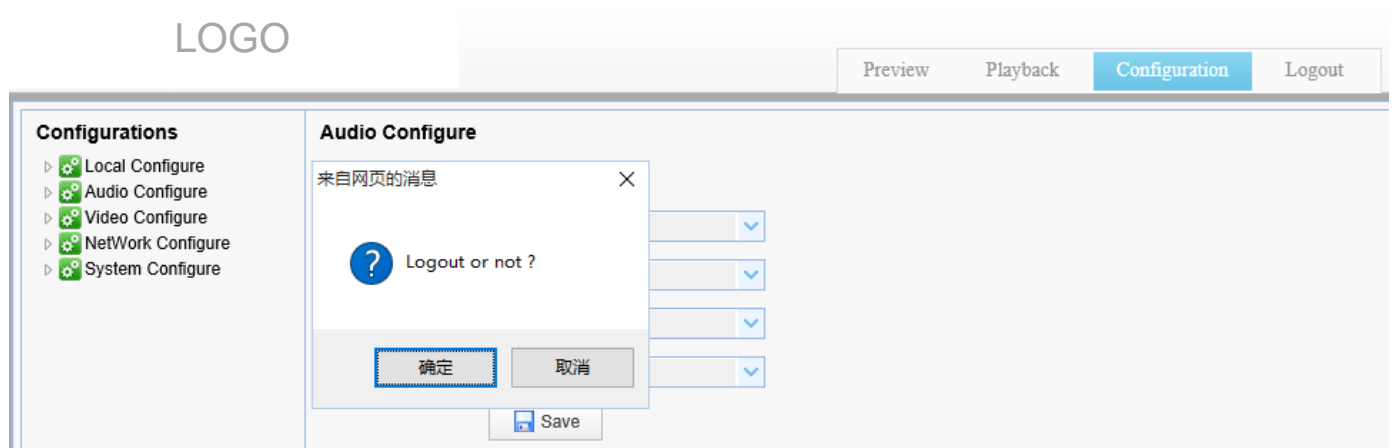 LOGO
Preview Playback Configuration Logout
Configurations
Local Configure
Audio Configure
Video Configure
NetWork Configure
System Configure
Audio Configure
来自网页的消息
Logout or not ?
确定 取消
Save